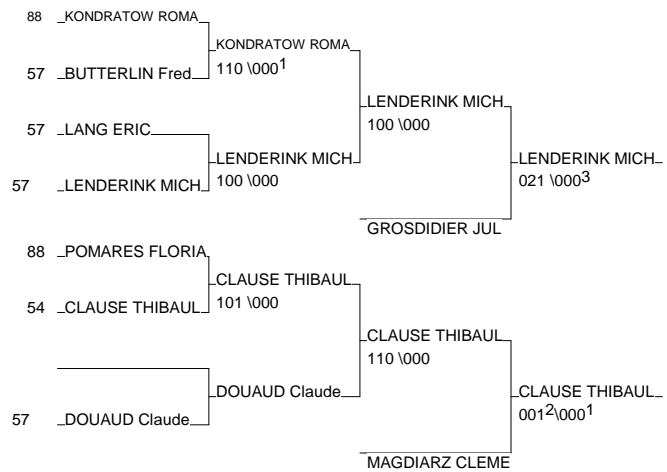 88 KONDRATOW ROMA
KONDRATOW ROMA
110 \000¹
57 BUTTERLIN Fred
LENDERINK MICH
100 \000
57 LANG ERIC
LENDERINK MICH
100 \000
LENDERINK MICH
021 \000³
57 LENDERINK MICH
GROSDIDIER JUL
88 POMARES FLORIA
CLAUSE THIBAUL
101 \000
54 CLAUSE THIBAUL
CLAUSE THIBAUL
110 \000
DOUAUD Claude
CLAUSE THIBAUL
001²\000¹
57 DOUAUD Claude
MAGDIARZ CLEME